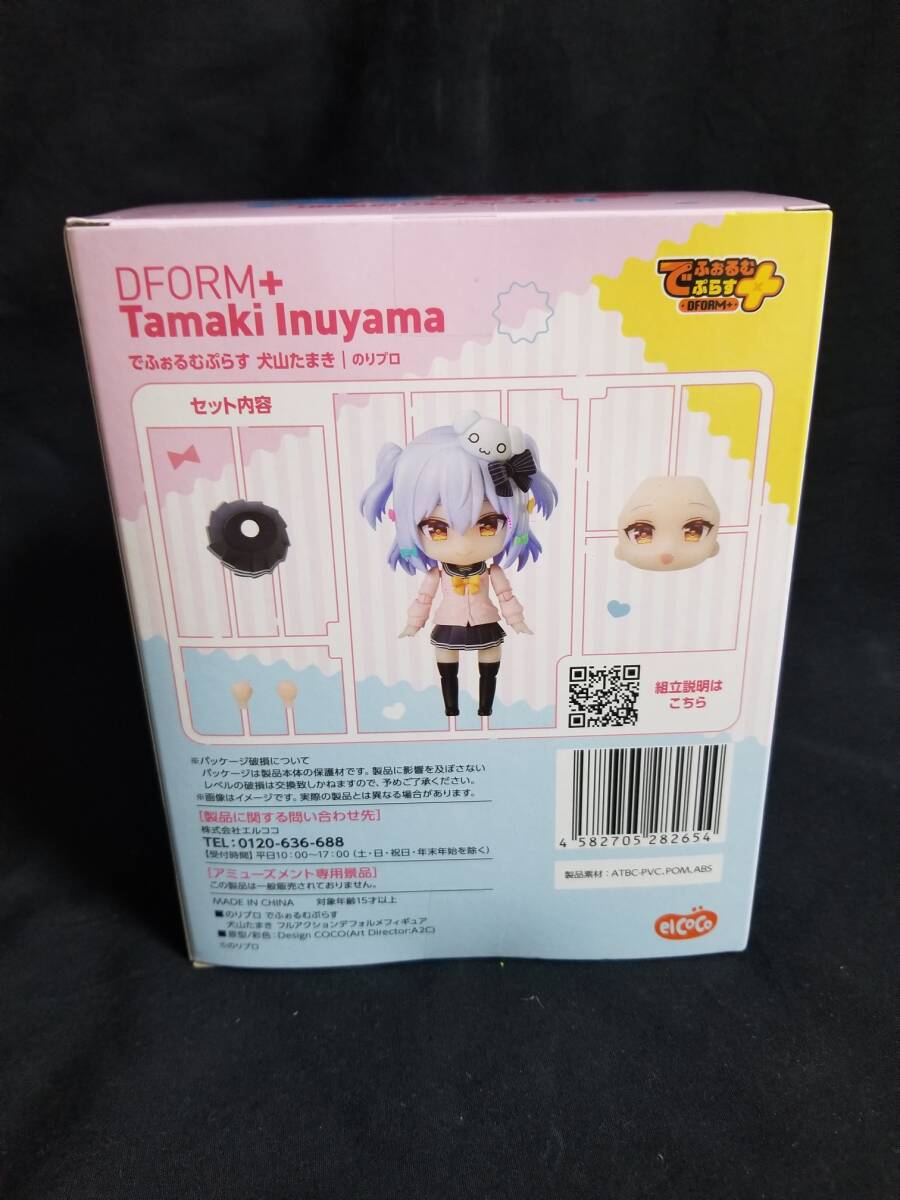 DFORM+
Tamaki Inuyama
でふぉるむぷらす 犬山たまき | のりプロ
でふぉるむ
ぷらす
DFORM+
セット内容
組立説明は
こちら
※パッケージ破損について
パッケージは製品本体の保護材です。製品に影響を及ぼさない
レベルの破損は交換致しかねますので、予めご了承ください。
※画像はイメージです。実際の製品とは異なる場合があります。
[製品に関する問い合わせ先]
株式会社エルココ
TEL:0120-636-688
【受付時間】平日10:00~17:00(土・日・祝日・年末年始を除く)
[アミューズメント専用景品]
この製品は一般販売されておりません。
MADE IN CHINA 対象年齢15才以上
■のりプロ でふぉるむぷらす
犬山たまき フルアクションデフォルメフィギュア
■原型/彩色:Design COCO(Art Director:A2C)
©のりプロ
4 582705 282654
製品素材:ATBC-PVC、POM、ABS
elCoCo